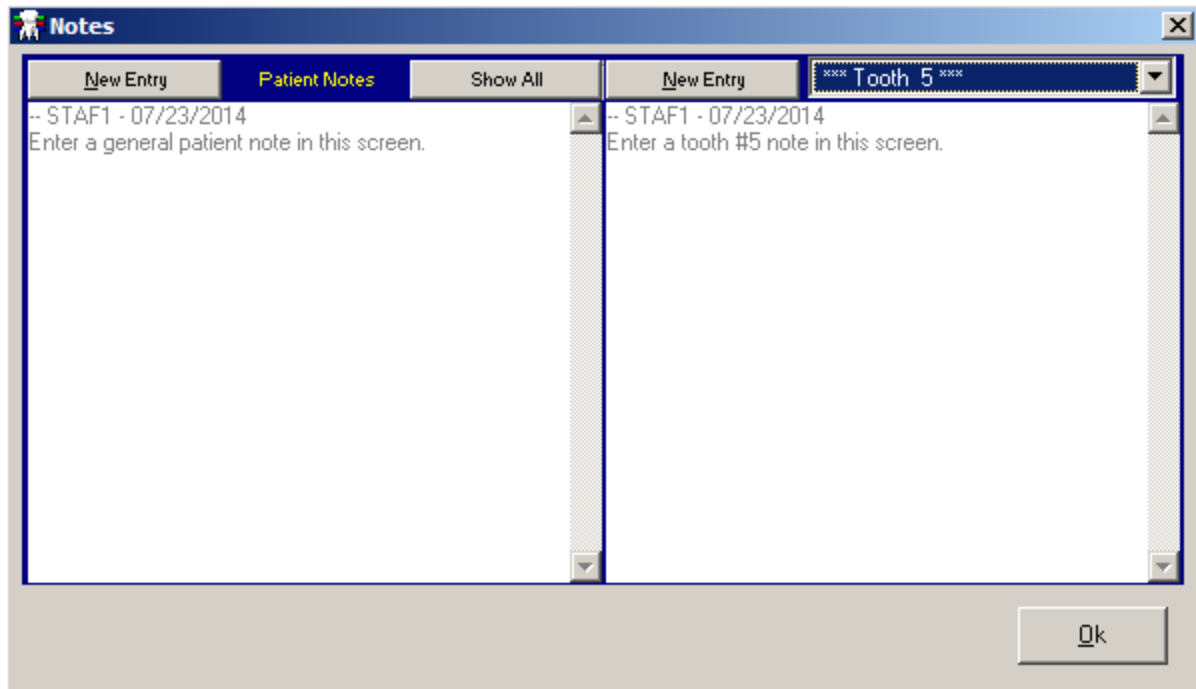 Notes
New Entry Patient Notes Show All
-- STAF1 - 07/23/2014
Enter a general patient note in this screen.
New Entry *** Tooth 5 ***
-- STAF1 - 07/23/2014
Enter a tooth #5 note in this screen.
Ok